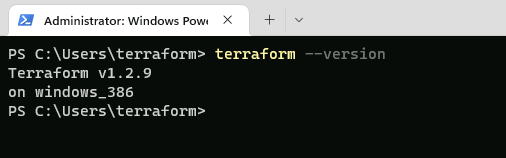 Administrator: Windows Powe
PS C:\Users\terraform> terraform --version
Terraform v1.2.9
on windows_386
PS C:\Users\terraform>